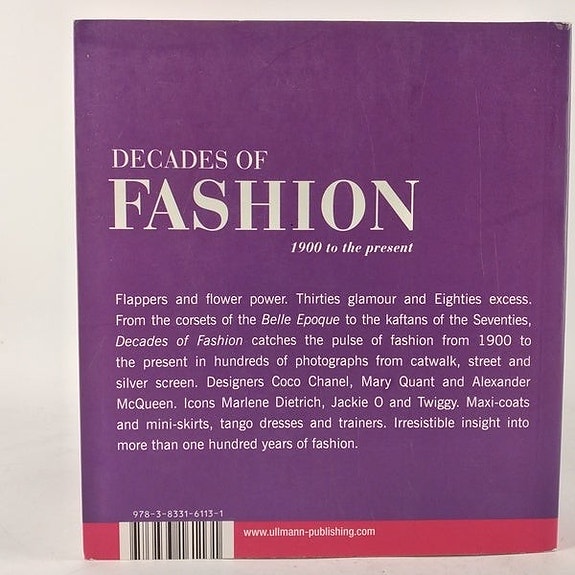 DECADES OF
FASHION
1900 to the present
Flappers and flower power. Thirties glamour and Eighties excess.
From the corsets of the Belle Epoque to the kaftans of the Seventies,
Decades of Fashion catches the pulse of fashion from 1900 to
the present in hundreds of photographs from catwalk, street and
silver screen. Designers Coco Chanel, Mary Quant and Alexander
McQueen. Icons Marlene Dietrich, Jackie O and Twiggy. Maxi-coats
and mini-skirts, tango dresses and trainers. Irresistible insight into
more than one hundred years of fashion.
978-3-8331-6113-1
www.ullmann-publishing.com